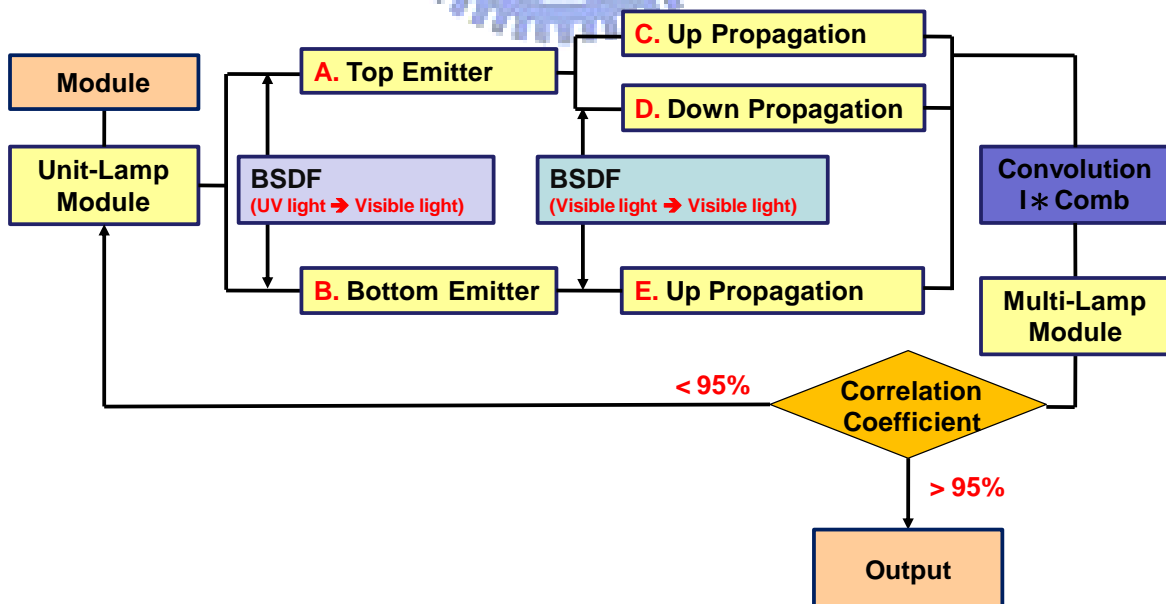 Module
Unit-Lamp
Module
A. Top Emitter
B. Bottom Emitter
BSDF
(UV light ➔ Visible light)
C. Up Propagation
D. Down Propagation
BSDF
(Visible light ➔ Visible light)
E. Up Propagation
Convolution
I＊Comb
Multi-Lamp
Module
Correlation
Coefficient
< 95%
> 95%
Output